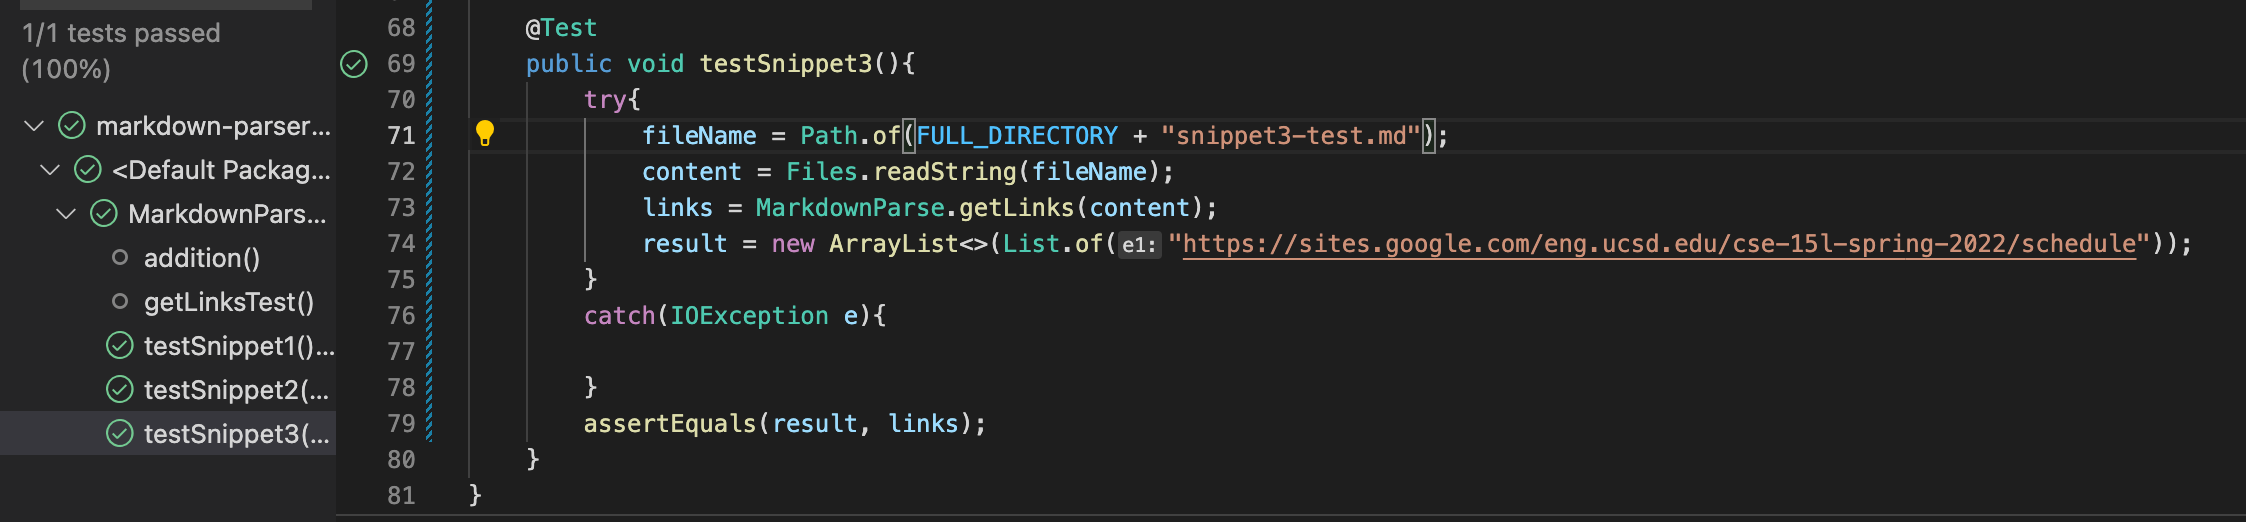 1/1 tests passed
(100%)
markdown-parser...
<Default Packag...
MarkdownPars...
addition()
getLinksTest()
testSnippet1()...
testSnippet2(...
testSnippet3(...
68 @Test
69 public void testSnippet3(){
70 try{
71 fileName = Path.of(FULL_DIRECTORY + "snippet3-test.md");
72 content = Files.readString(fileName);
73 links = MarkdownParse.getLinks(content);
74 result = new ArrayList<>(List.of(e1: "https://sites.google.com/eng.ucsd.edu/cse-15l-spring-2022/schedule"));
75 }
76 catch(IOException e){
77
78 }
79 assertEquals(result, links);
80 }
81 }